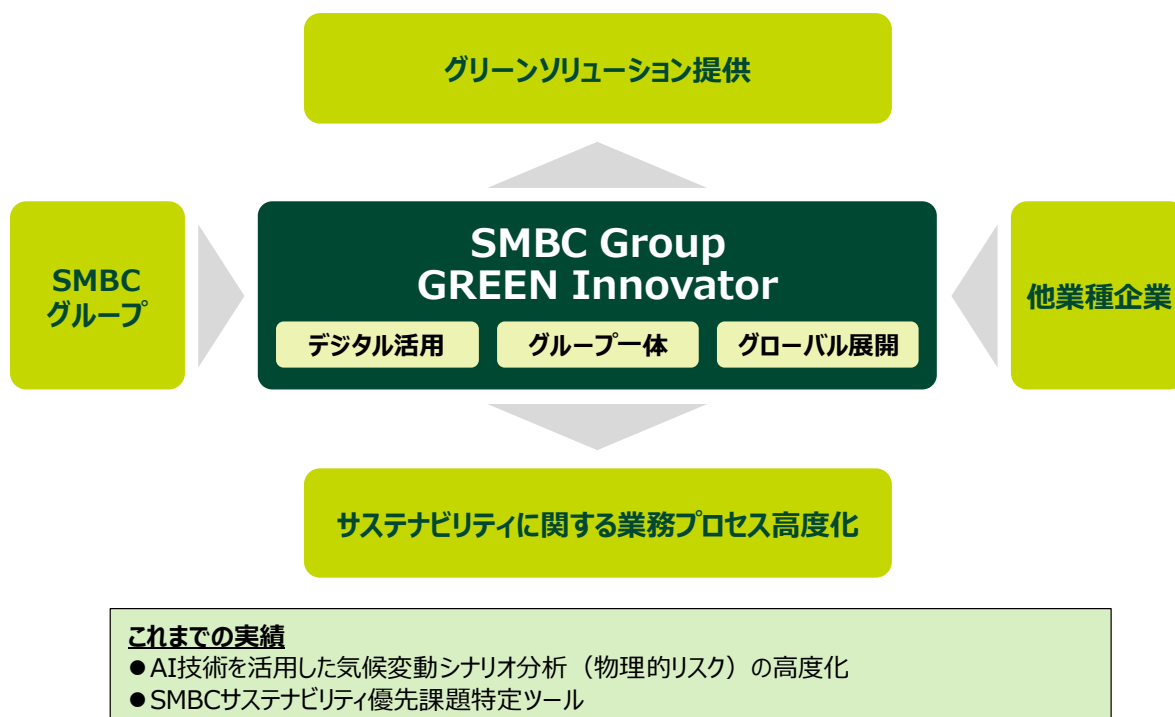 グリーンソリューション提供
SMBC
グループ
SMBC Group
GREEN Innovator
デジタル活用
グループ一体
グローバル展開
他業種企業
サステナビリティに関する業務プロセス高度化
これまでの実績
●AI技術を活用した気候変動シナリオ分析（物理的リスク）の高度化
●SMBCサステナビリティ優先課題特定ツール